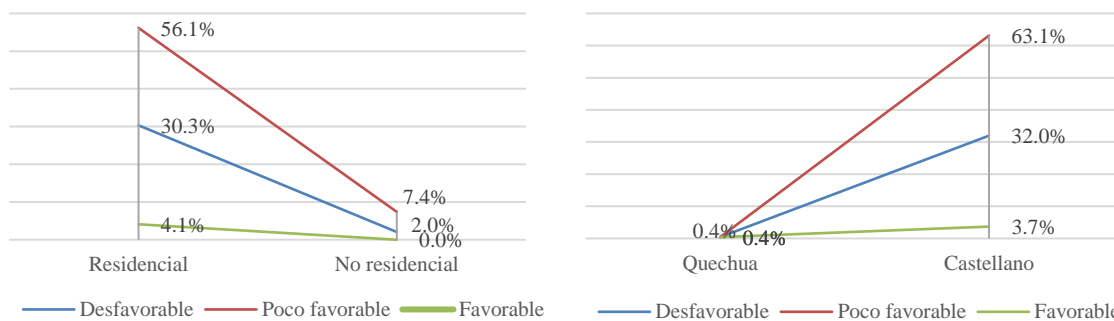 56.1%
30.3%
4.1%
7.4%
2.0%
0.0%
Residencial No residencial
Desfavorable Poco favorable Favorable
63.1%
32.0%
3.7%
0.4%
0.4%
Quechua Castellano
Desfavorable Poco favorable Favorable